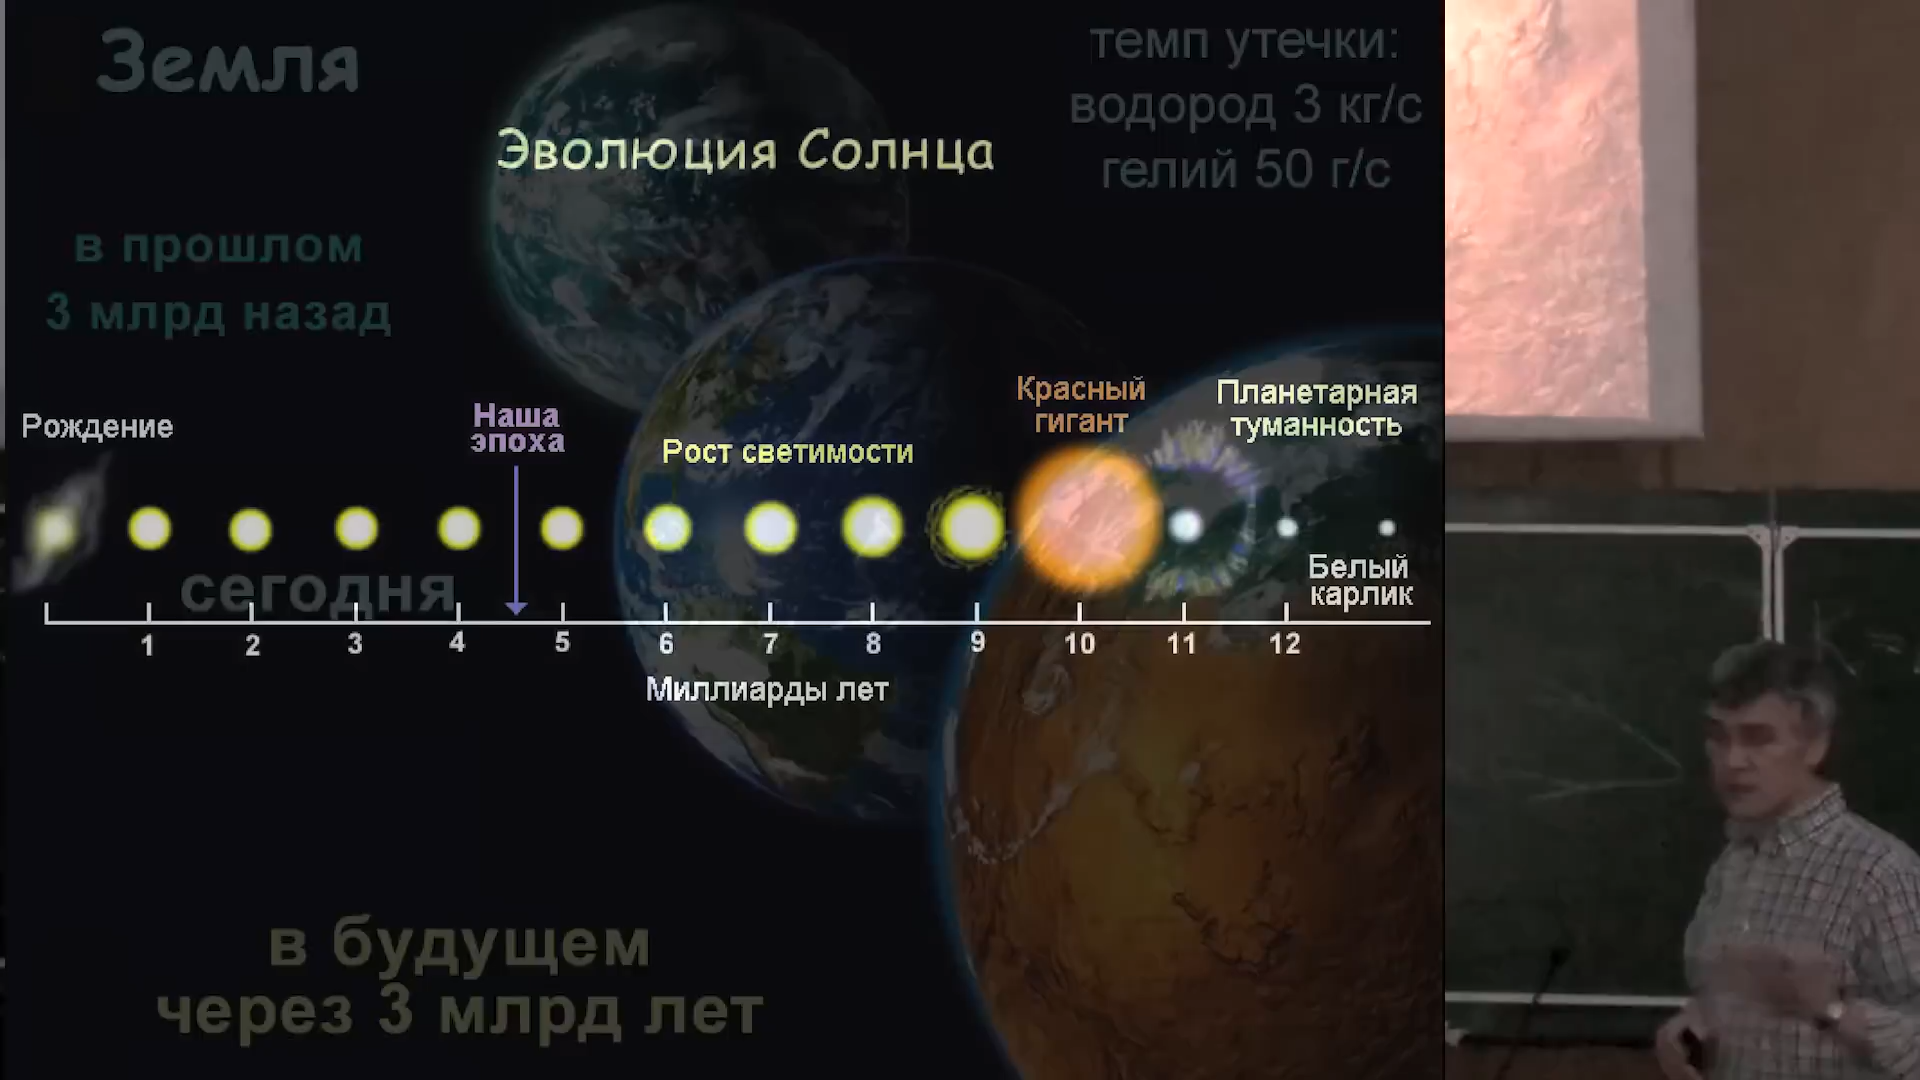 Земля
темп утечки:
водород 3 кг/с
гелий 50 г/с
Эволюция Солнца
в прошлом
3 млрд назад
Рождение
Наша
эпоха
Рост светимости
Красный
гигант
Планетарная
туманность
Белый
карлик
сегодня
1 2 3 4 5 6 7 8 9 10 11 12
Миллиарды лет
в будущем
через 3 млрд лет